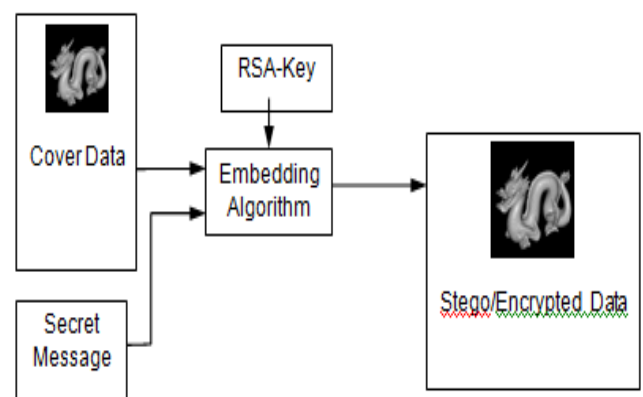 RSA-Key
Cover Data
Embedding
Algorithm
Stego/Encrypted Data
Secret
Message